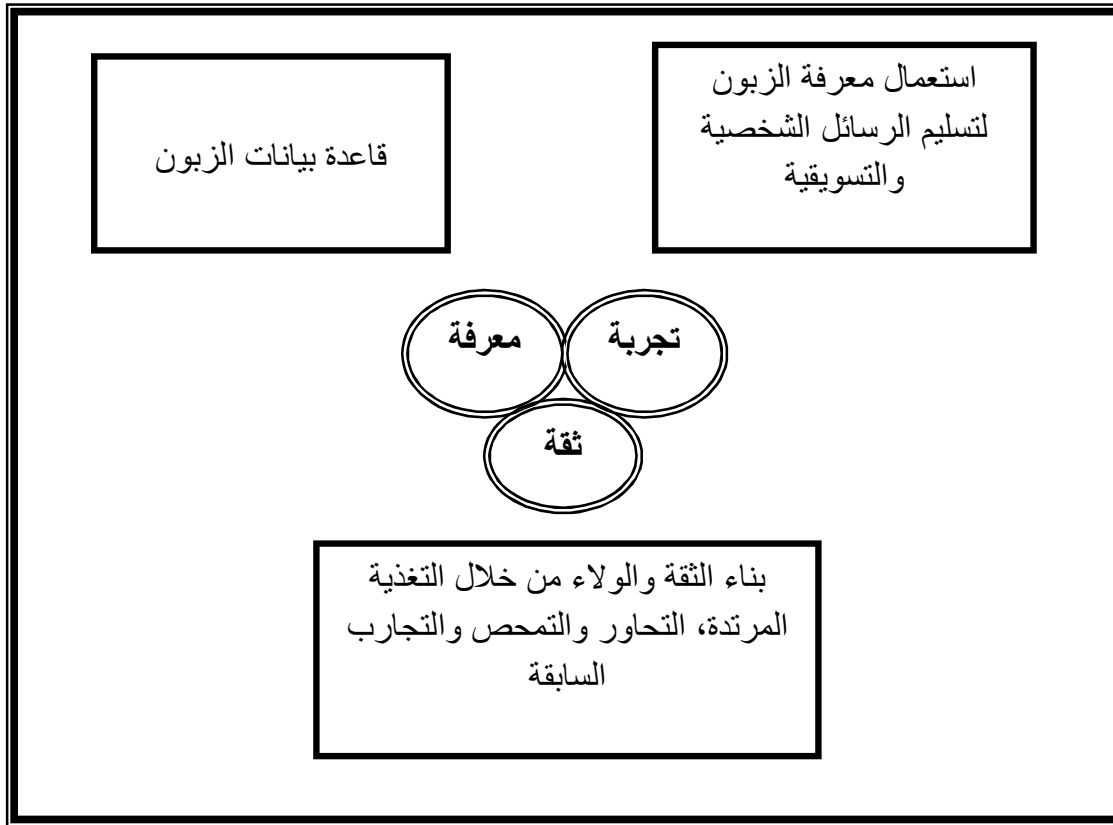 استعمال معرفة الزبون
لتسليم الرسائل الشخصية
والتسويقية
قاعدة بيانات الزبون
تجربة
معرفة
ثقة
بناء الثقة والولاء من خلال التغذية
المرتدة، التحاور والتمحص والتجارب
السابقة